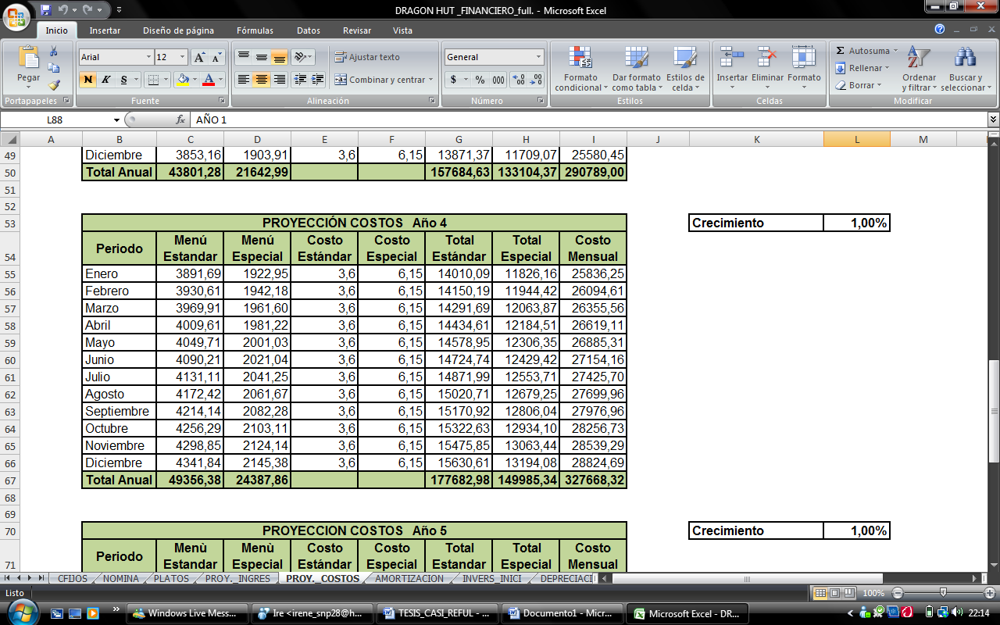 DRAGON HUT _FINANCIERO_full. - Microsoft Excel
Inicio Insertar Diseño de página Fórmulas Datos Revisar Vista
Pegar
Portapapeles
Arial 12
N K S
Fuente
Ajustar texto
Combinar y centrar
Alineación
General
$ % 000
Número
Formato condicional
Dar formato como tabla
Estilos de celda
Estilos
Insertar Eliminar Formato
Celdas
Autosuma
Rellenar
Borrar
Ordenar y filtrar
Buscar y seleccionar
Modificar
L88 fx AÑO 1
A B C D E F G H I J K L M
49 Diciembre 3853,16 1903,91 3,6 6,15 13871,37 11709,07 25580,45
50 Total Anual 43801,28 21642,99 157684,63 133104,37 290789,00
51
52
53 PROYECCIÓN COSTOS Año 4 Crecimiento 1,00%
54 Periodo Menú Estandar Menú Especial Costo Estándar Costo Especial Total Estándar Total Especial Costo Mensual
55 Enero 3891,69 1922,95 3,6 6,15 14010,09 11826,16 25836,25
56 Febrero 3930,61 1942,18 3,6 6,15 14150,19 11944,42 26094,61
57 Marzo 3969,91 1961,60 3,6 6,15 14291,69 12063,87 26355,56
58 Abril 4009,61 1981,22 3,6 6,15 14434,61 12184,51 26619,11
59 Mayo 4049,71 2001,03 3,6 6,15 14578,95 12306,35 26885,31
60 Junio 4090,21 2021,04 3,6 6,15 14724,74 12429,42 27154,16
61 Julio 4131,11 2041,25 3,6 6,15 14871,99 12553,71 27425,70
62 Agosto 4172,42 2061,67 3,6 6,15 15020,71 12679,25 27699,96
63 Septiembre 4214,14 2082,28 3,6 6,15 15170,92 12806,04 27976,96
64 Octubre 4256,29 2103,11 3,6 6,15 15322,63 12934,10 28256,73
65 Noviembre 4298,85 2124,14 3,6 6,15 15475,85 13063,44 28539,29
66 Diciembre 4341,84 2145,38 3,6 6,15 15630,61 13194,08 28824,69
67 Total Anual 49356,38 24387,86 177682,98 149985,34 327668,32
68
69
70 PROYECCION COSTOS Año 5 Crecimiento 1,00%
71 Periodo Menù Estandar Menù Especial Costo Estándar Costo Especial Total Estandar Total Especial Costo Mensual
CFIJOS NOMINA PLATOS PROY._INGRES PROY._COSTOS AMORTIZACION INVERS_INICI DEPRECIACI
Listo 100%
Windows Live Mess... Ire <irene_snp28@h... TESIS_CASI_REFUL - ... Documento1 - Micr... Microsoft Excel - DR... 22:14